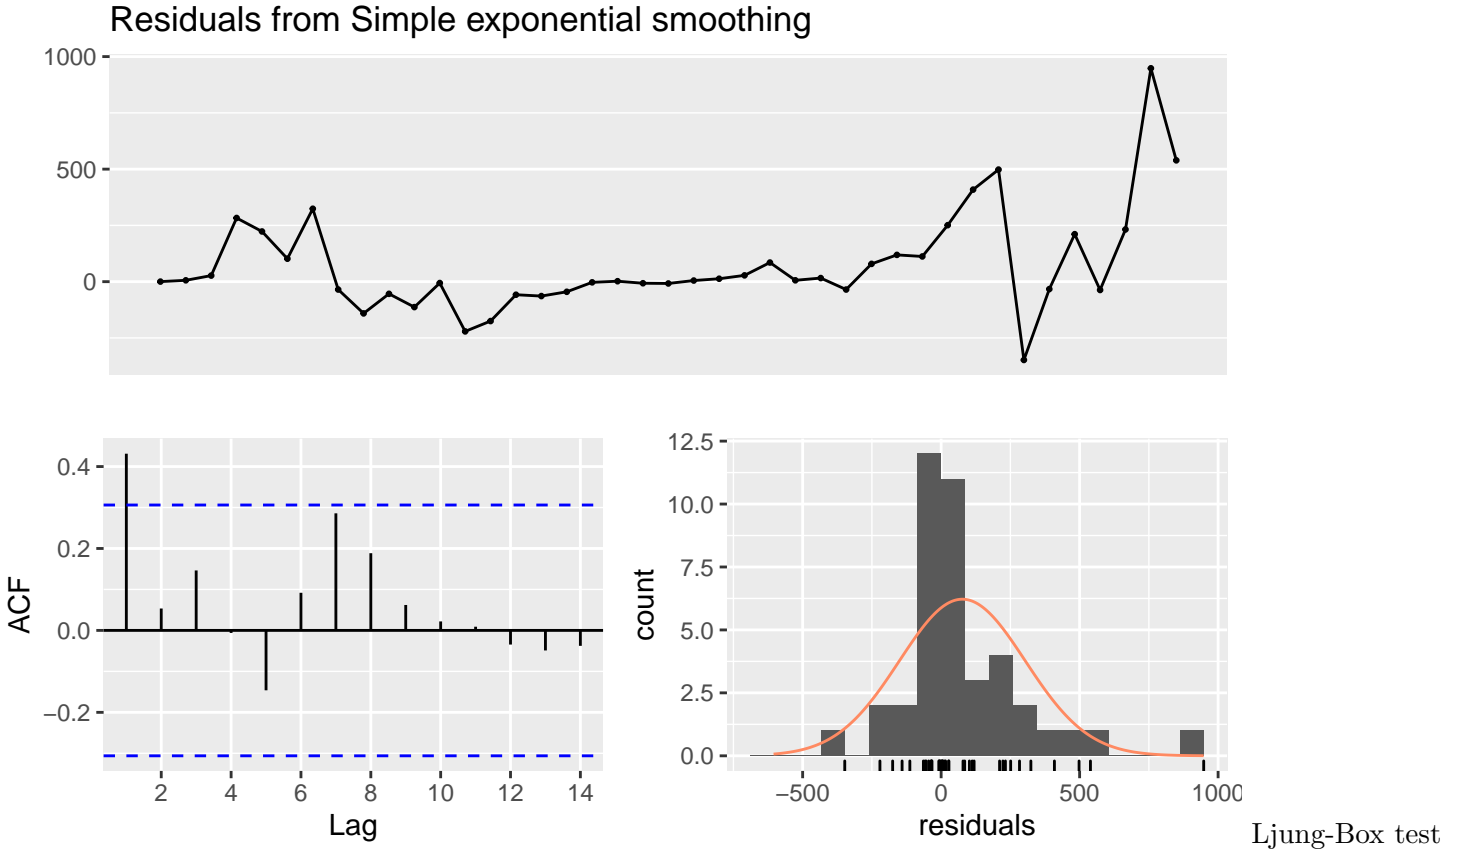 Residuals from Simple exponential smoothing
1000
500
0
0.4
0.2
0.0
−0.2
ACF
2 4 6 8 10 12 14
Lag
12.5
10.0
7.5
5.0
2.5
0.0
count
−500 0 500 1000
residuals
Ljung-Box test